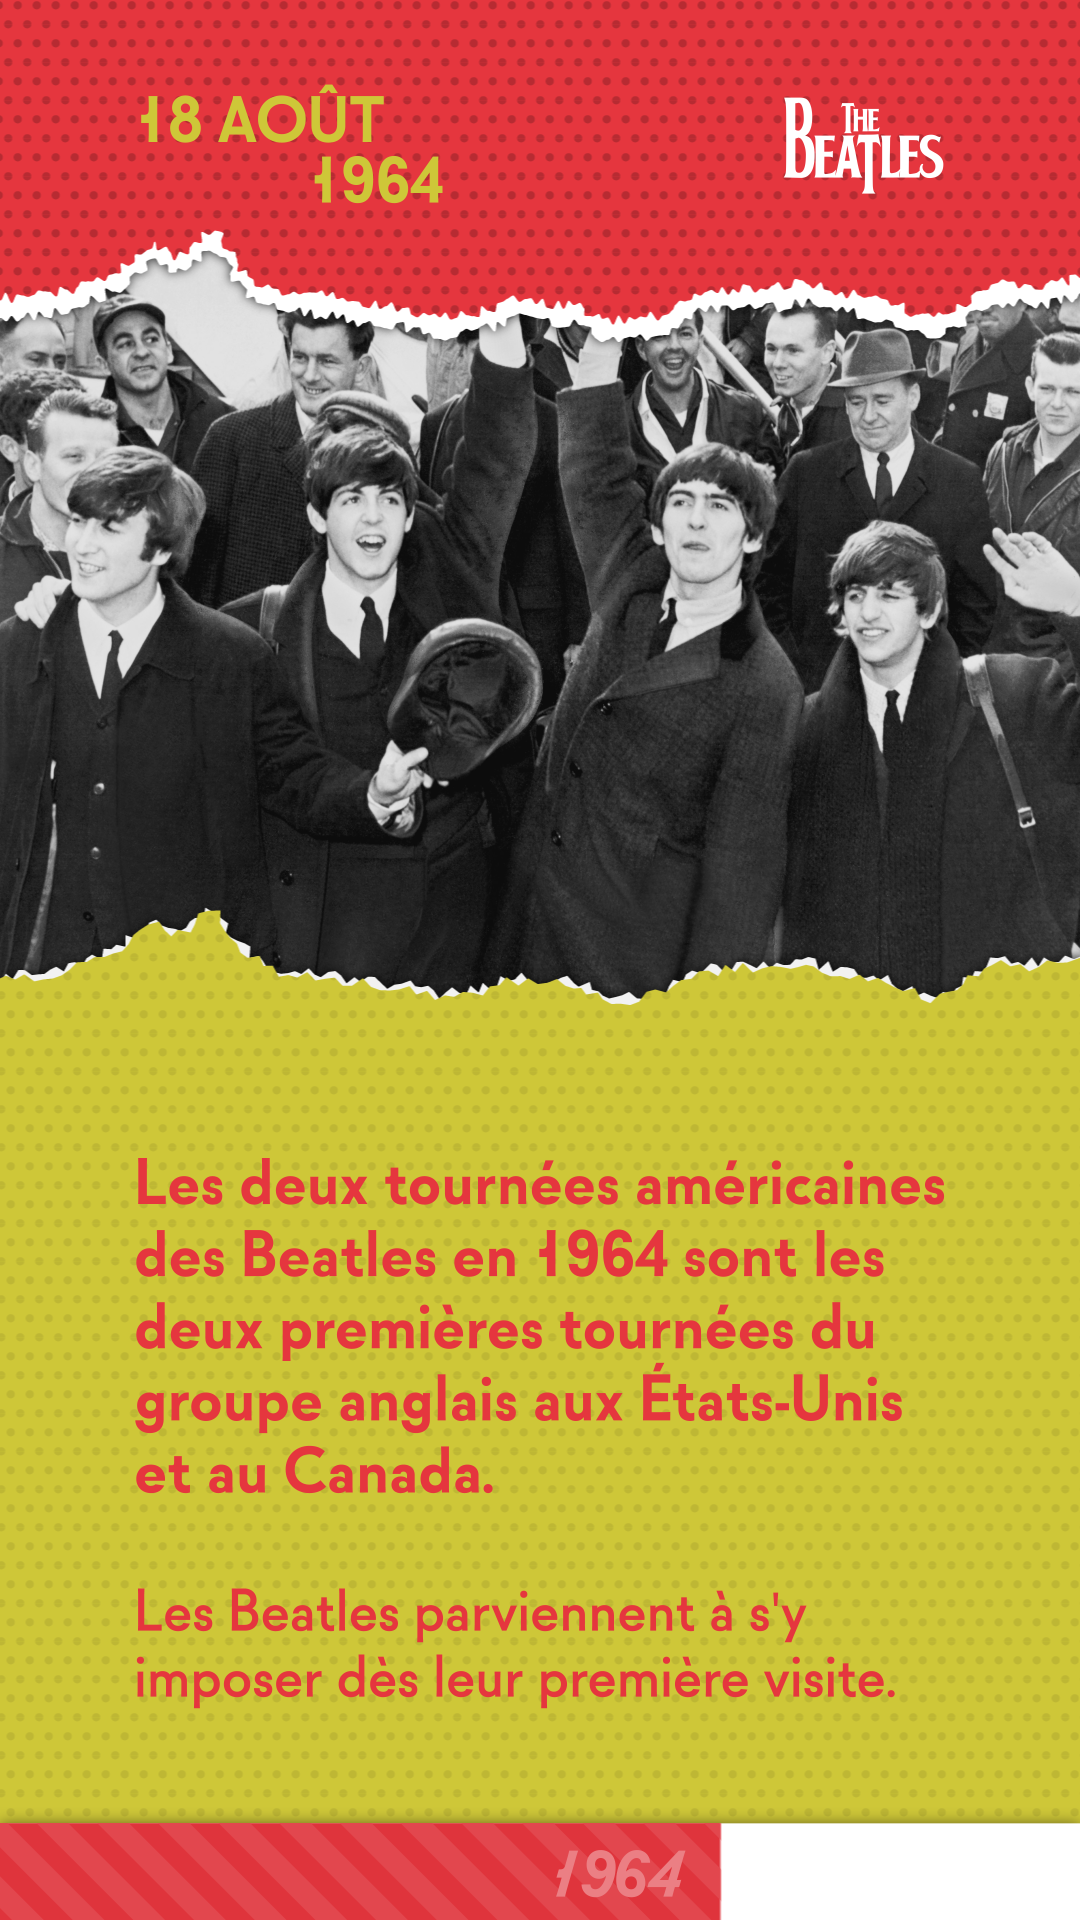 18 AOÛT
1964
THE
BEATLES
Les deux tournées américaines
des Beatles en 1964 sont les
deux premières tournées du
groupe anglais aux États-Unis
et au Canada.
Les Beatles parviennent à s'y
imposer dès leur première visite.
1964